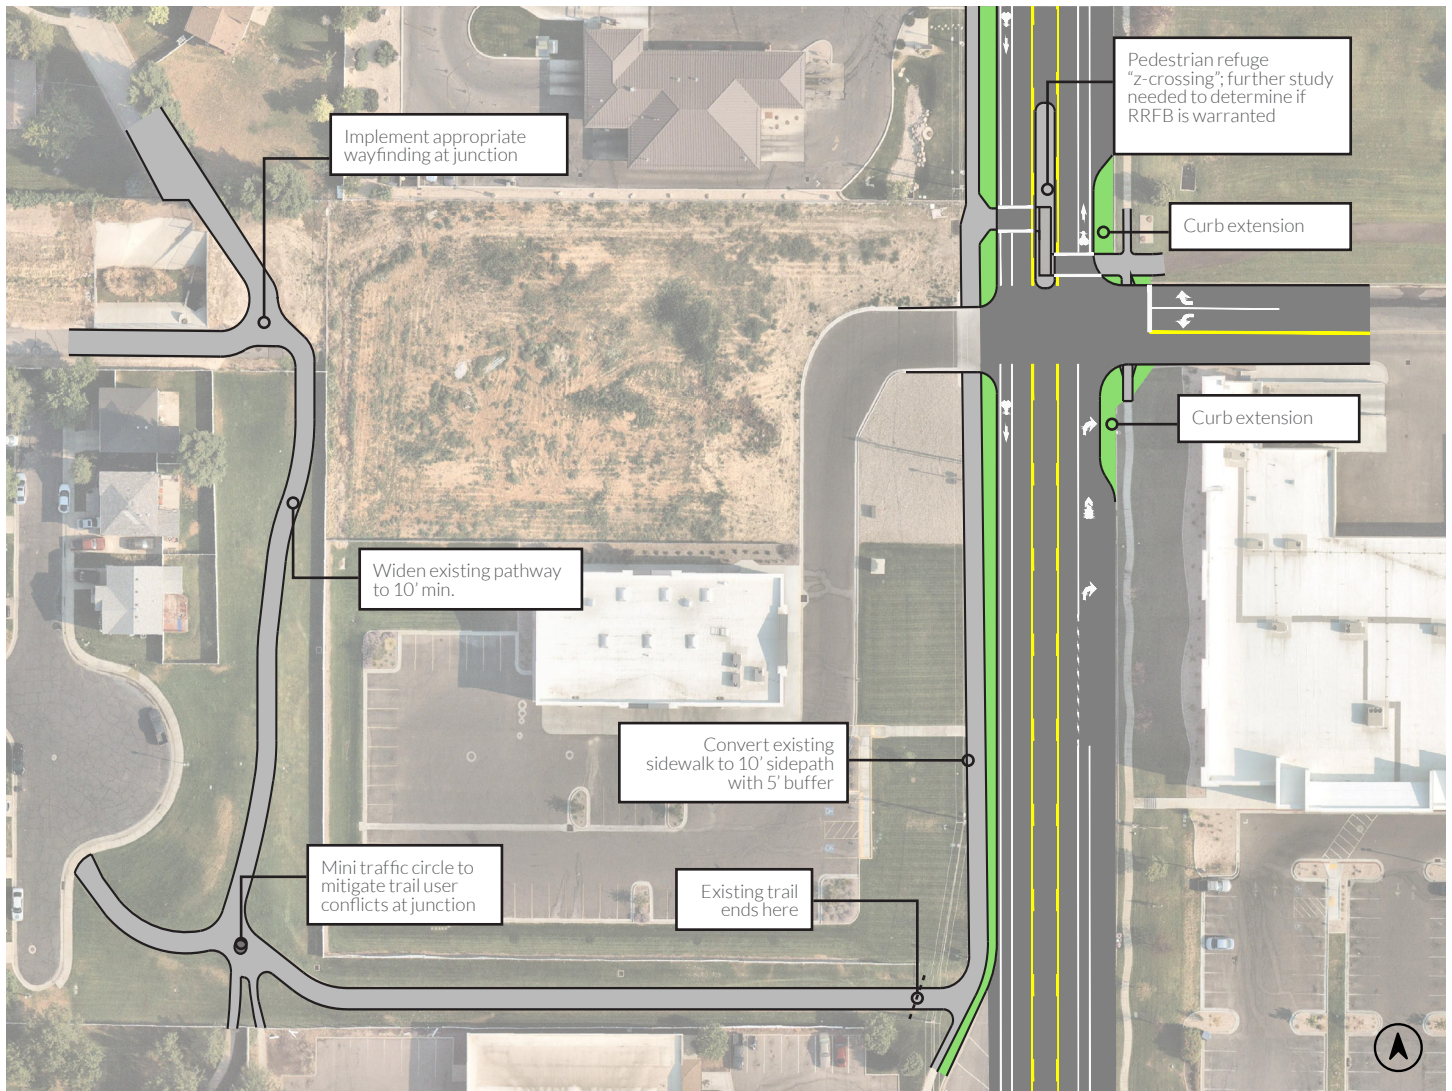 Pedestrian refuge
“z-crossing”; further study
needed to determine if
RRFB is warranted
Implement appropriate
wayfinding at junction
Curb extension
Curb extension
Widen existing pathway
to 10’ min.
Convert existing
sidewalk to 10’ sidepath
with 5’ buffer
Mini traffic circle to
mitigate trail user
conflicts at junction
Existing trail
ends here